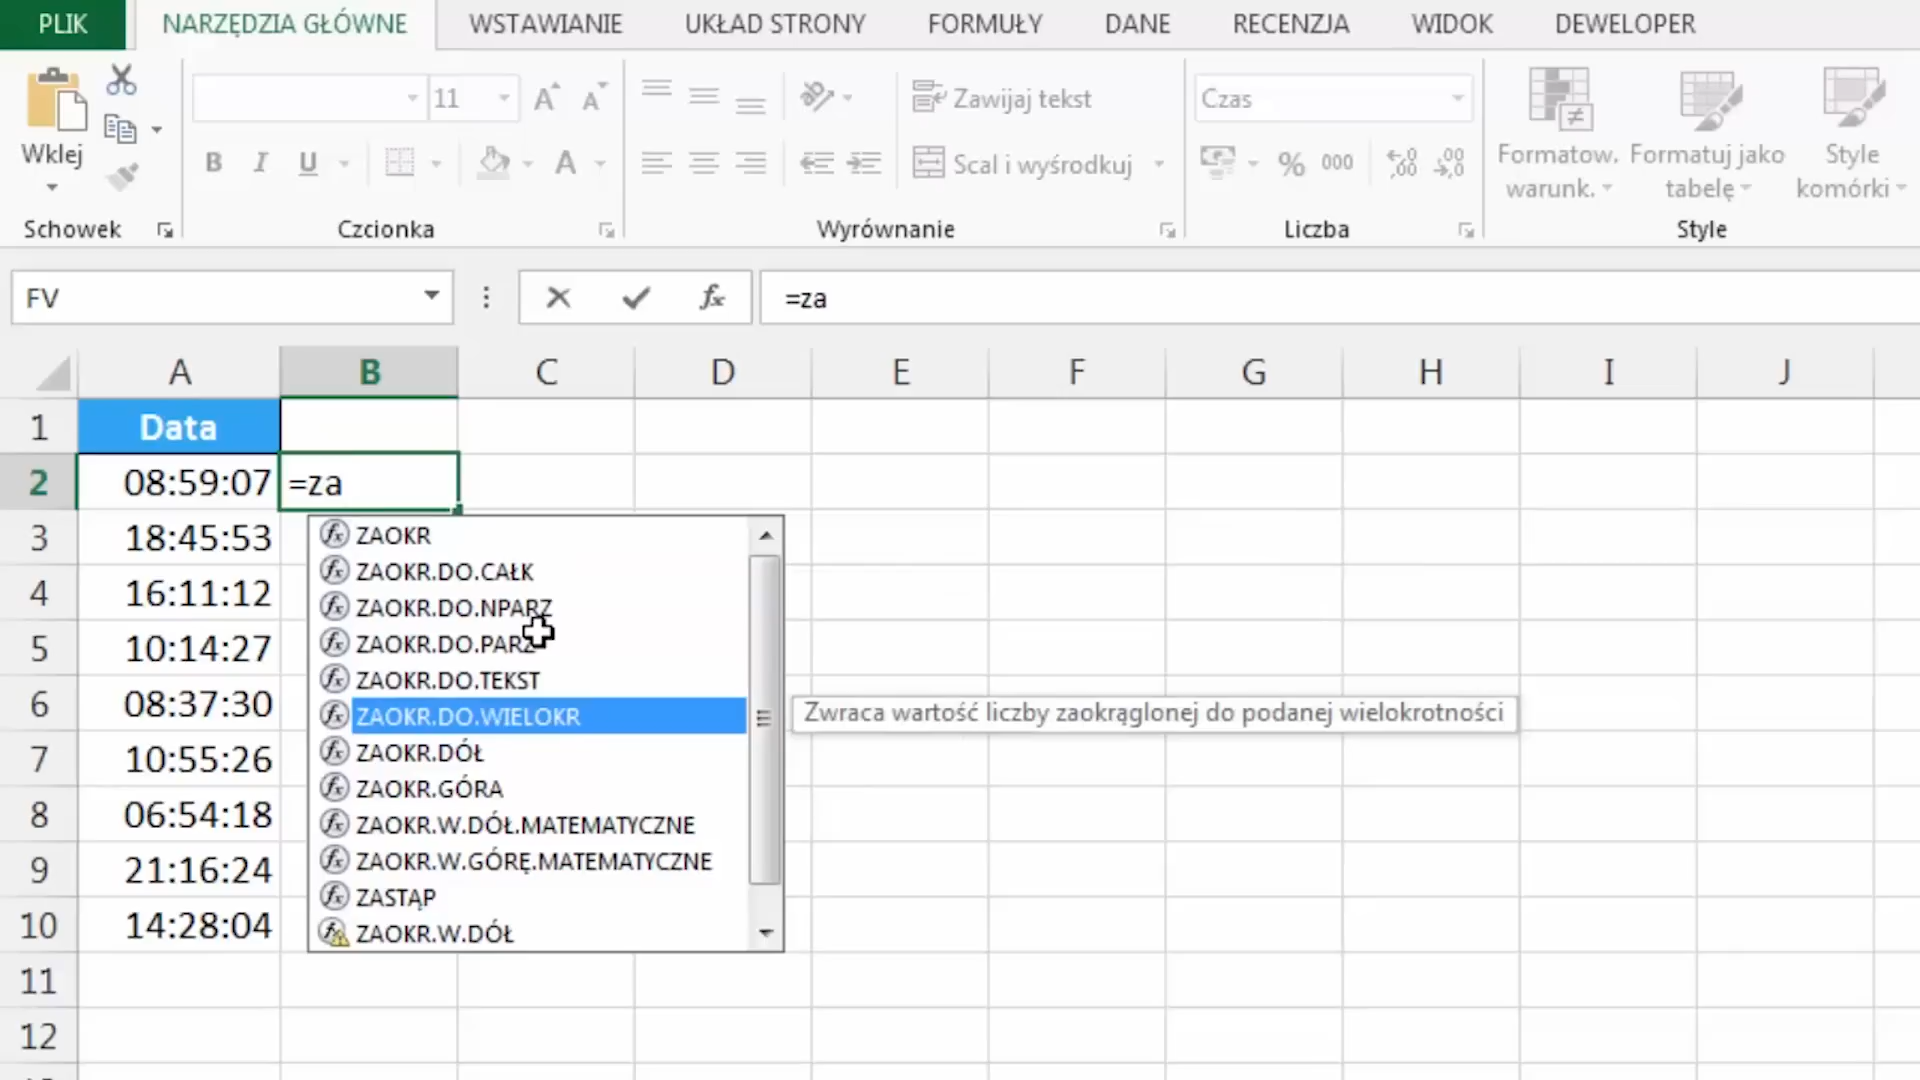 PLIK NARZĘDZIA GŁÓWNE WSTAWIANIE UKŁAD STRONY FORMUŁY DANE RECENZJA WIDOK DEWELOPER
Wklej
11
Zawijaj tekst
Scal i wyśrodkuj
Czas
% 000
Formatow. warunk.
Formatuj jako tabelę
Style komórki
Schowek Czcionka Wyrównanie Liczba Style
FV =za
A B C D E F G H I J
1 Data
2 08:59:07 =za
3 18:45:53
4 16:11:12
5 10:14:27
6 08:37:30
7 10:55:26
8 06:54:18
9 21:16:24
10 14:28:04
11
12
ZAOKR
ZAOKR.DO.CAŁK
ZAOKR.DO.NPARZ
ZAOKR.DO.PARZ
ZAOKR.DO.TEKST
ZAOKR.DO.WIELOKR
Zwraca wartość liczby zaokrąglonej do podanej wielokrotności
ZAOKR.DÓŁ
ZAOKR.GÓRA
ZAOKR.W.DÓŁ.MATEMATYCZNE
ZAOKR.W.GÓRĘ.MATEMATYCZNE
ZASTĄP
ZAOKR.W.DÓŁ